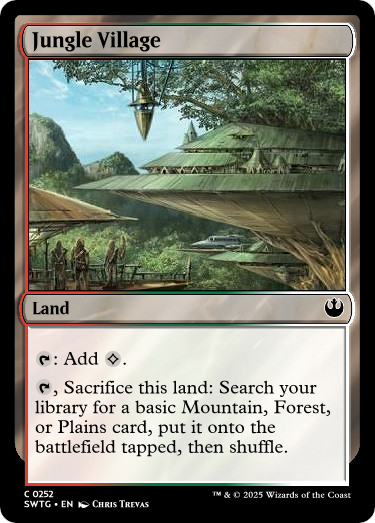 Jungle Village
Land
: Add .
, Sacrifice this land: Search your
library for a basic Mountain, Forest,
or Plains card, put it onto the
battlefield tapped, then shuffle.
C 0252
SWTG • EN Chris Trevas
™ & © 2025 Wizards of the Coast